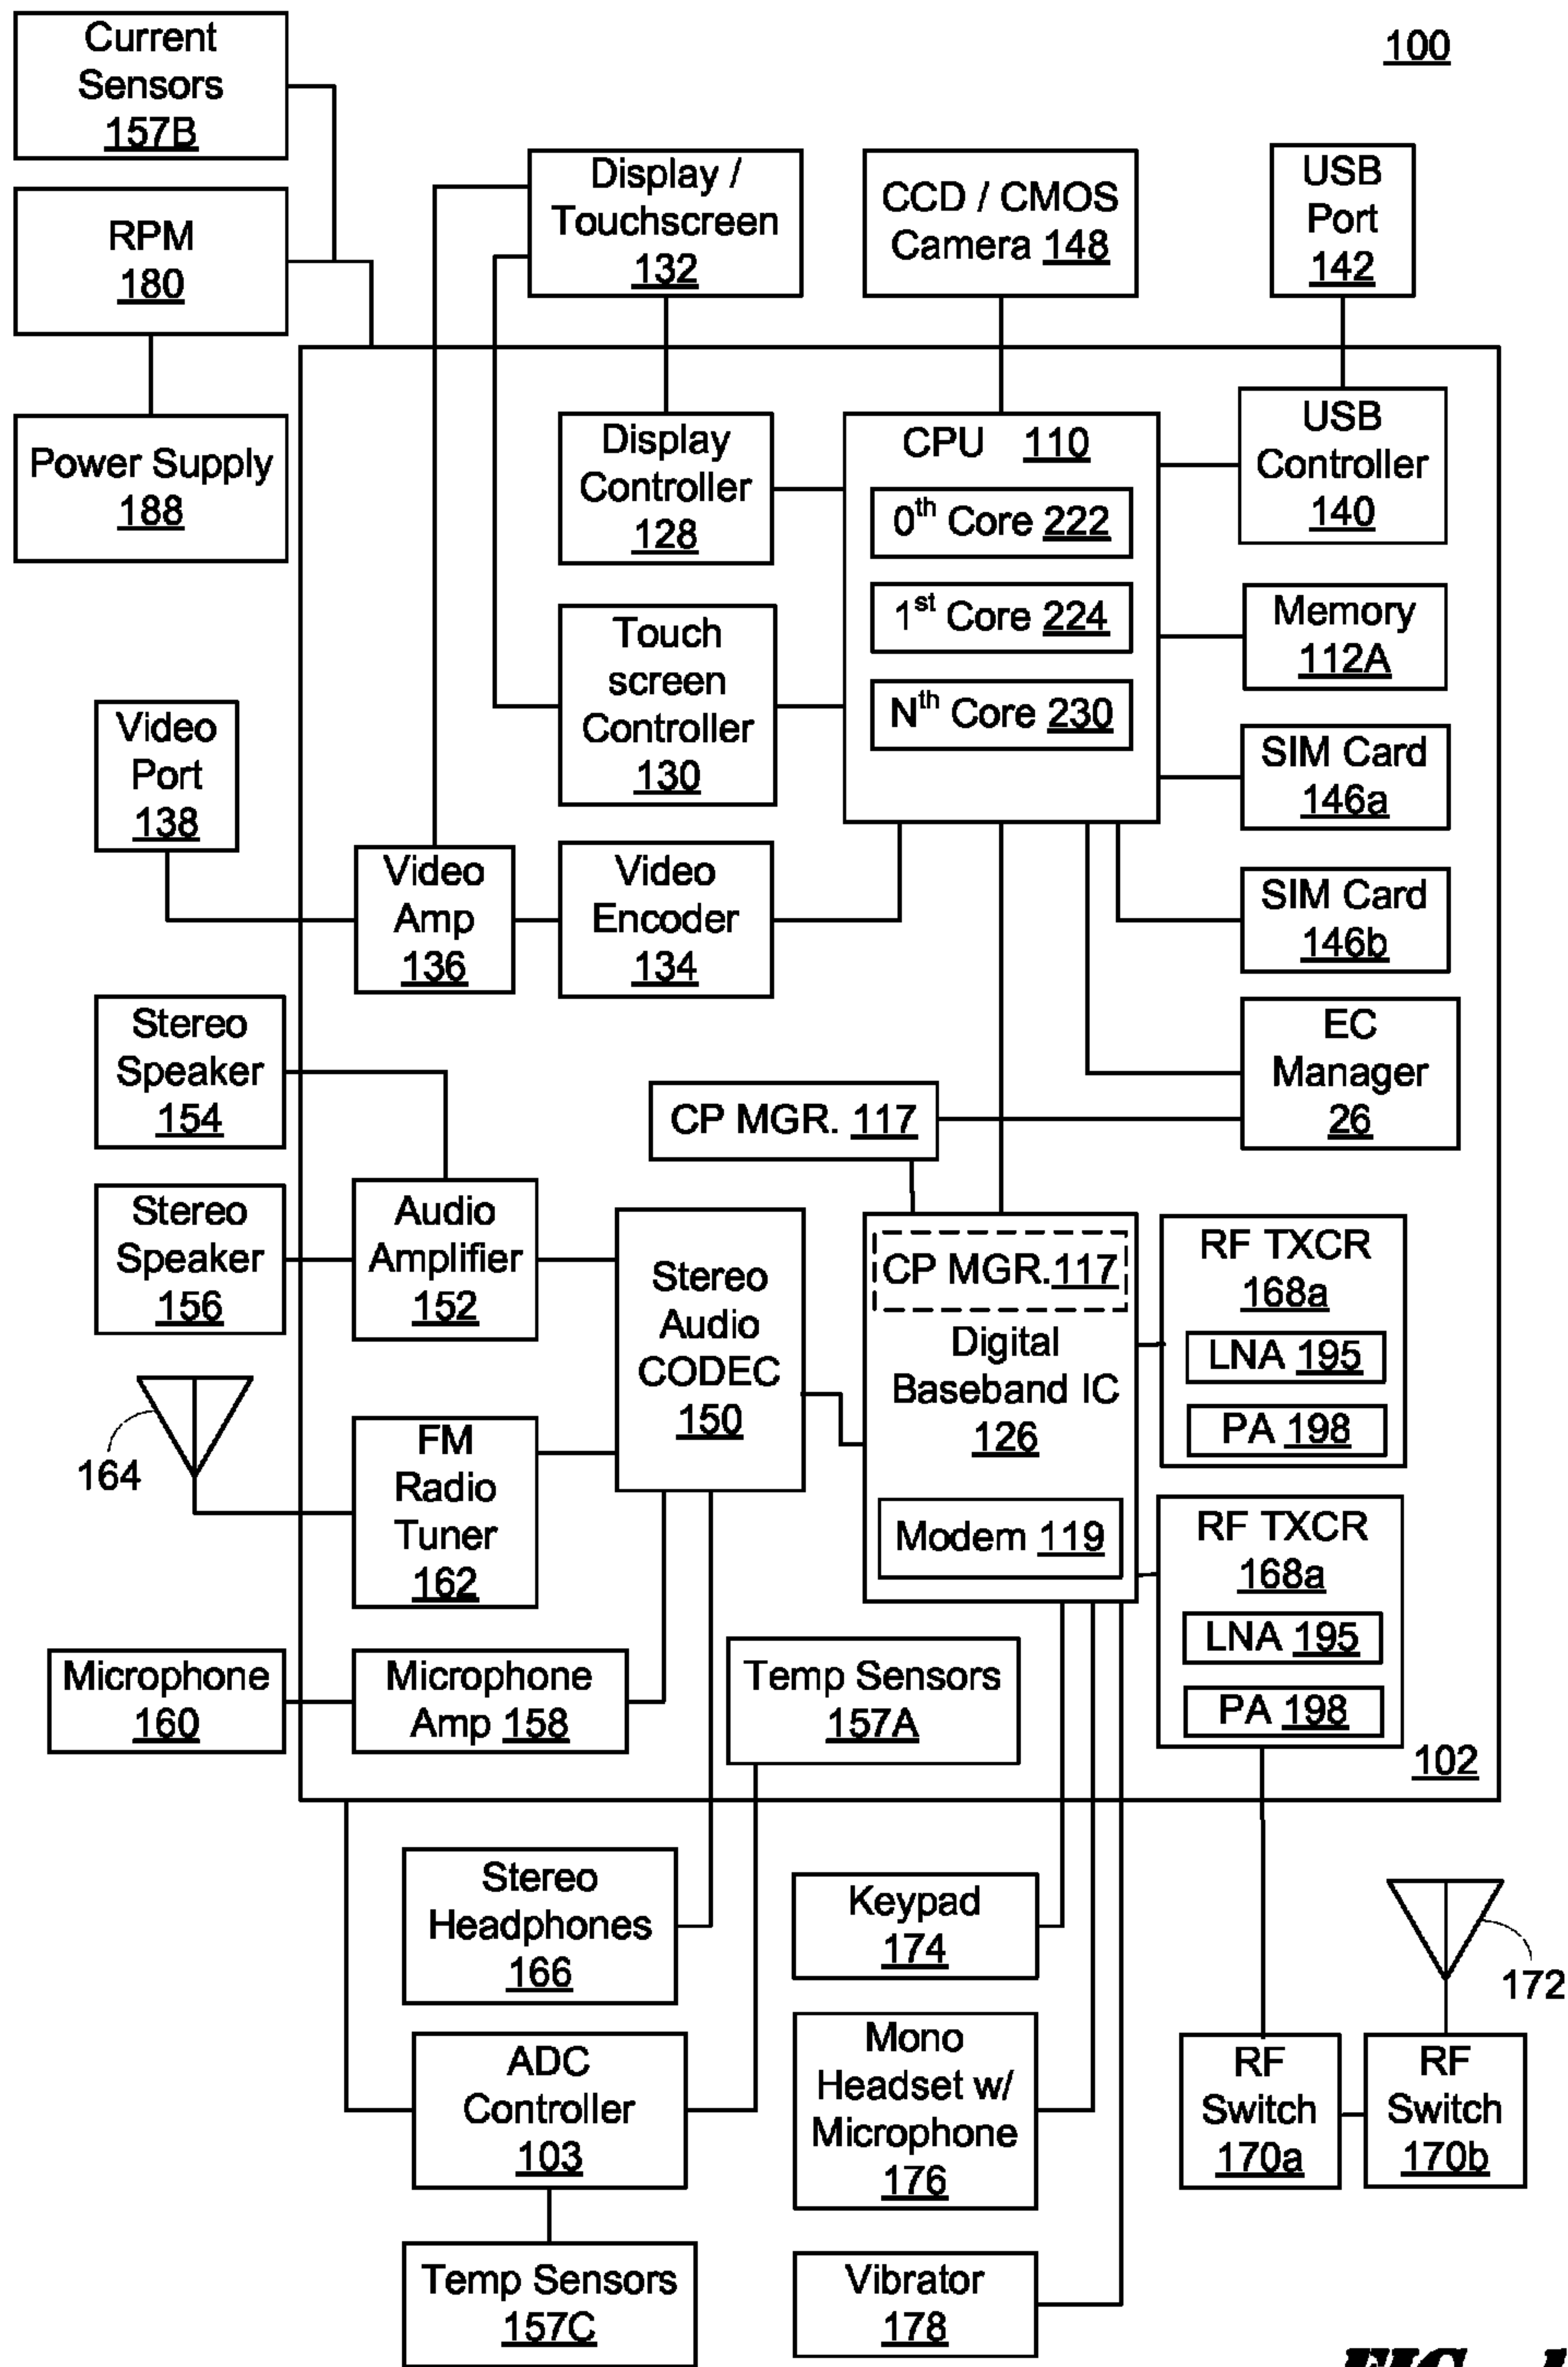 Current
Sensors
157B
100
RPM
180
Power Supply
188
Display /
Touchscreen
132
CCD / CMOS
Camera 148
USB
Port
142
Display
Controller
128
CPU 110
0th Core 222
1st Core 224
Nth Core 230
USB
Controller
140
Touch
screen
Controller
130
Memory
112A
Video
Port
138
SIM Card
146a
Video
Amp
136
Video
Encoder
134
SIM Card
146b
Stereo
Speaker
154
EC
Manager
26
CP MGR. 117
Stereo
Speaker
156
Audio
Amplifier
152
Stereo
Audio
CODEC
150
CP MGR.117
Digital
Baseband IC
126
Modem 119
RF TXCR
168a
LNA 195
PA 198
164
FM
Radio
Tuner
162
RF TXCR
168a
LNA 195
PA 198
Microphone
160
Microphone
Amp 158
Temp Sensors
157A
102
Stereo
Headphones
166
Keypad
174
172
ADC
Controller
103
Mono
Headset w/
Microphone
176
RF
Switch
170a
RF
Switch
170b
Temp Sensors
157C
Vibrator
178